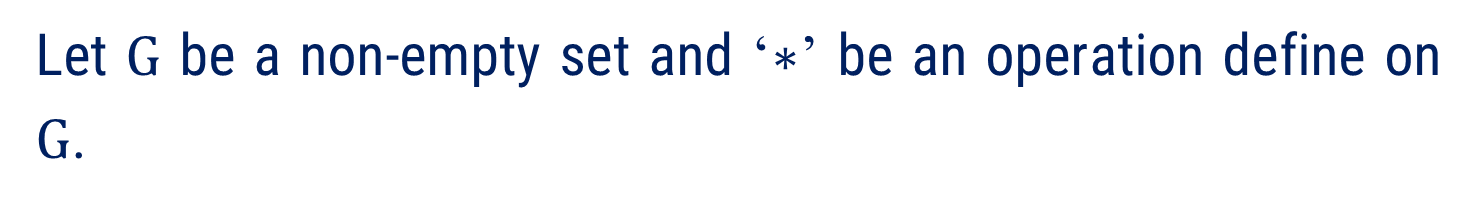 Let G be a non-empty set and ‘*’ be an operation define on
G.